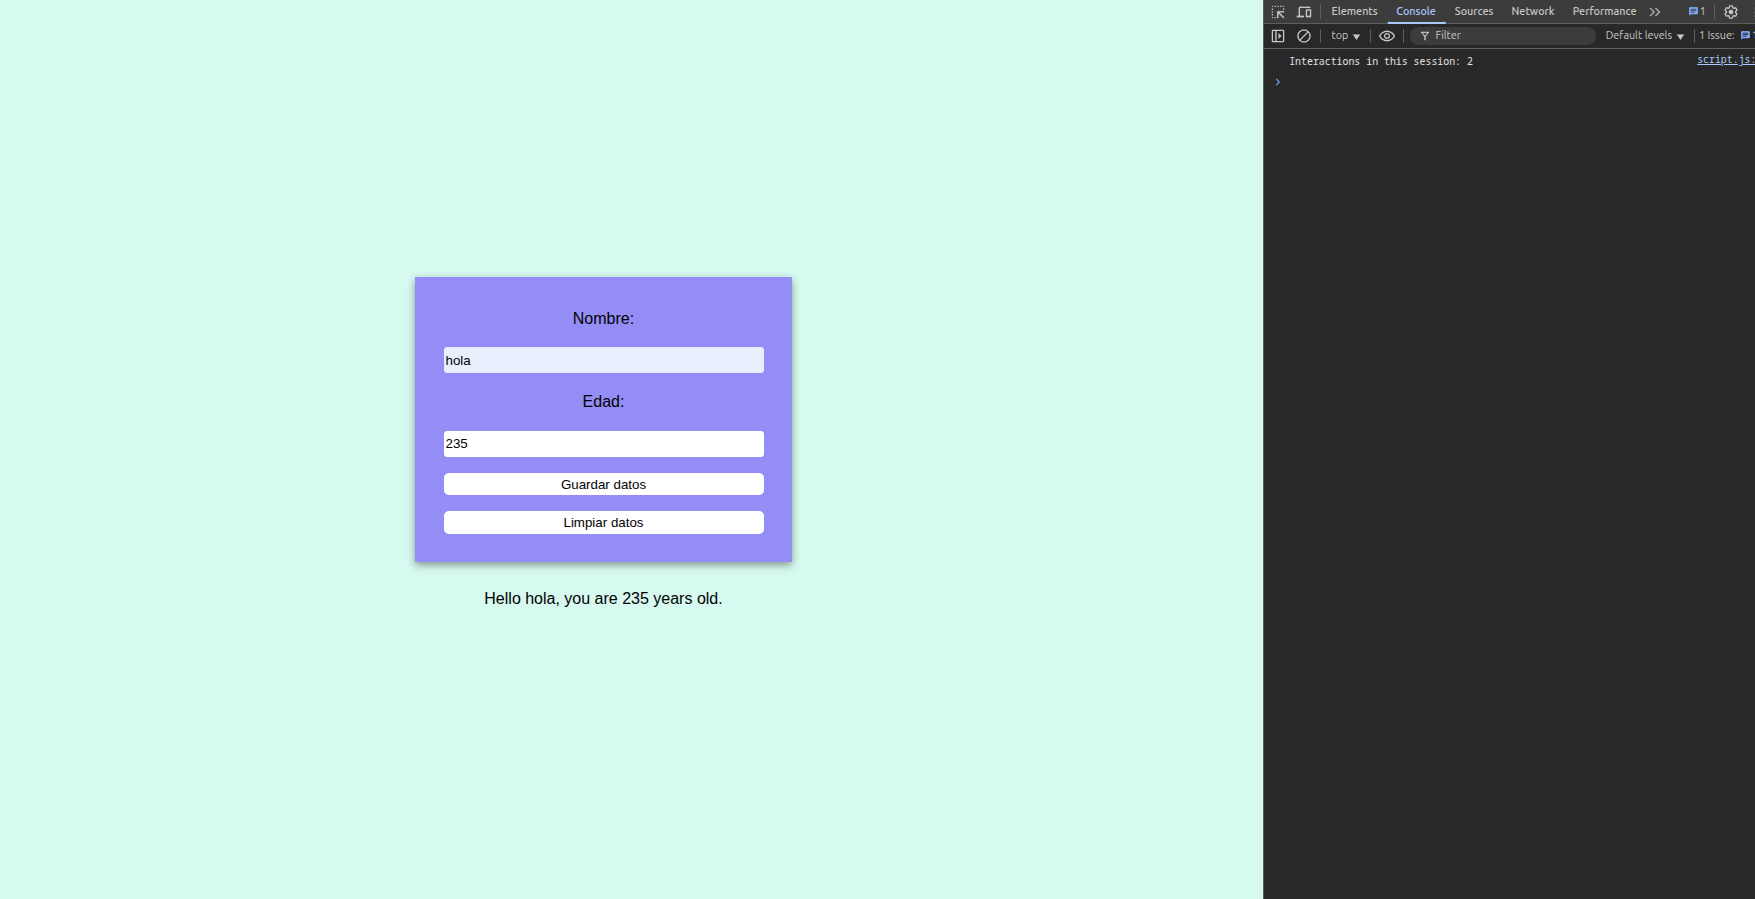 Nombre:
hola
Edad:
235
Guardar datos
Limpiar datos
Hello hola, you are 235 years old.
Elements Console Sources Network Performance 1
top Filter Default levels 1 Issue: 1
Interactions in this session: 2 script.js: